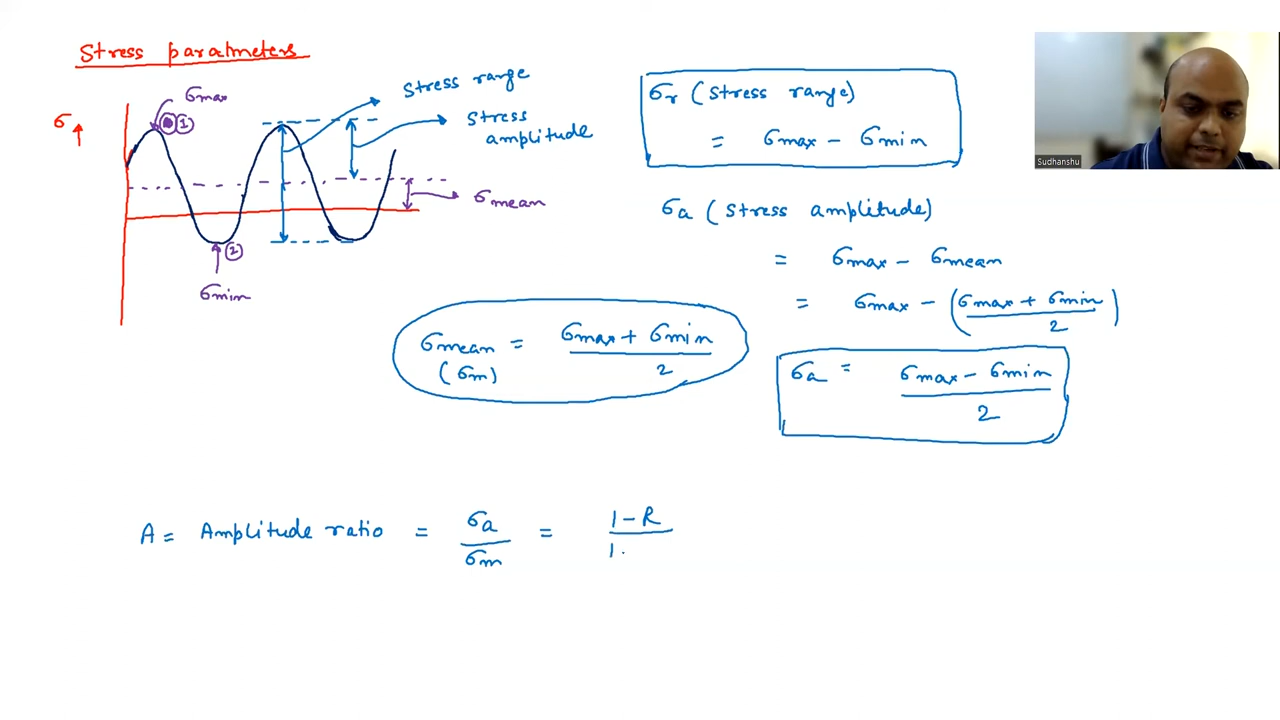 Stress parameters
σ ↑
σmax
①
②
σmin
Stress range
Stress amplitude
σmean
σr (Stress range)
= σmax - σmin
σa (Stress amplitude)
= σmax - σmean
= σmax - (σmax + σmin / 2)
σa = σmax - σmin / 2
σmean = σmax + σmin / 2
(σm)
A = Amplitude ratio = σa / σm = 1-R / 1.
Sudhanshu